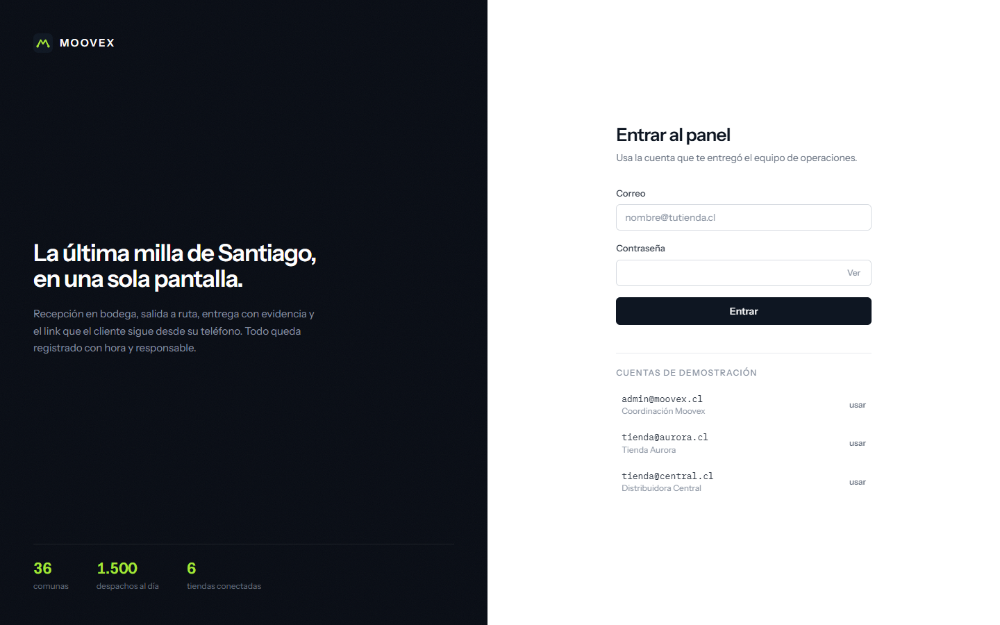 MOOVEX
La última milla de Santiago,
en una sola pantalla.
Recepción en bodega, salida a ruta, entrega con evidencia y
el link que el cliente sigue desde su teléfono. Todo queda
registrado con hora y responsable.
36
comunas
1.500
despachos al día
6
tiendas conectadas
Entrar al panel
Usa la cuenta que te entregó el equipo de operaciones.
Correo
nombre@tutienda.cl
Contraseña
Ver
Entrar
CUENTAS DE DEMOSTRACIÓN
admin@moovex.cl
Coordinación Moovex
usar
tienda@aurora.cl
Tienda Aurora
usar
tienda@central.cl
Distribuidora Central
usar